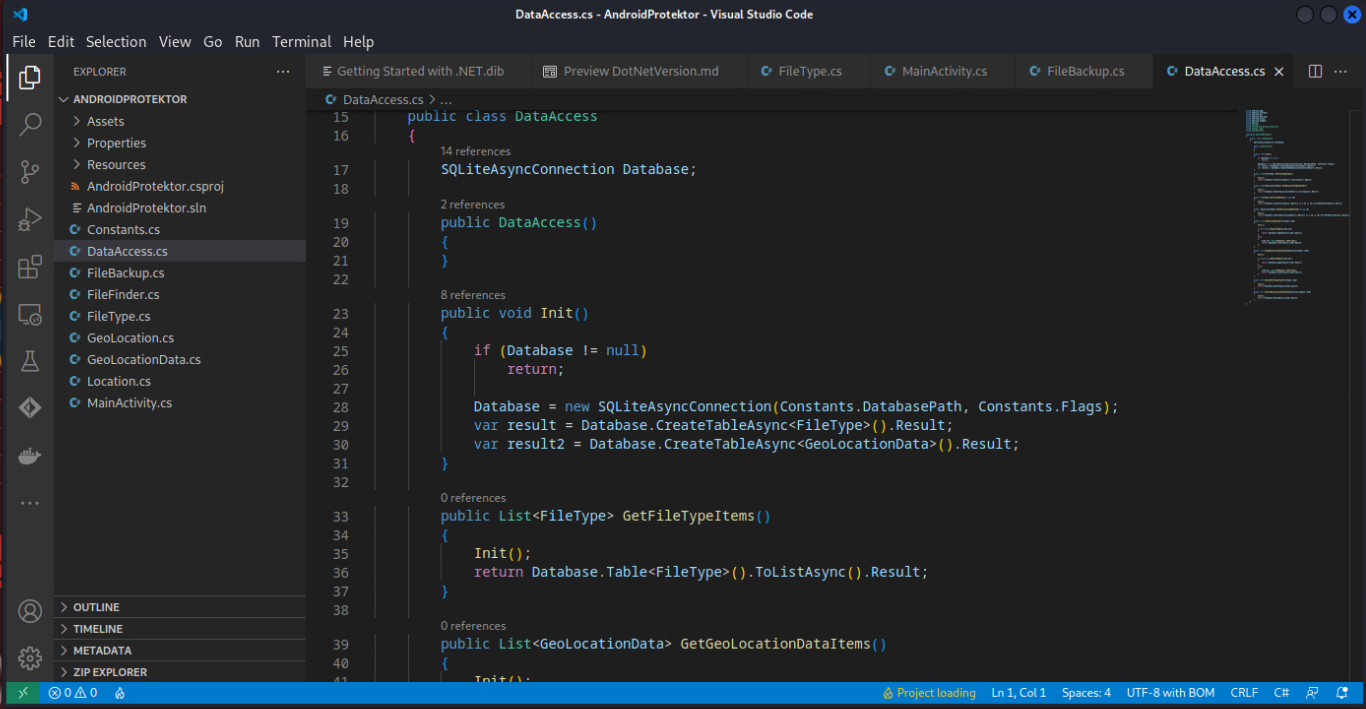 DataAccess.cs - AndroidProtektor - Visual Studio Code
File Edit Selection View Go Run Terminal Help
EXPLORER
Getting Started with .NET.dib
Preview DotNetVersion.md
FileType.cs
MainActivity.cs
FileBackup.cs
DataAccess.cs
ANDROIDPROTEKTOR
Assets
Properties
Resources
AndroidProtektor.csproj
AndroidProtektor.sln
Constants.cs
DataAccess.cs
FileBackup.cs
FileFinder.cs
FileType.cs
GeoLocation.cs
GeoLocationData.cs
Location.cs
MainActivity.cs
OUTLINE
TIMELINE
METADATA
ZIP EXPLORER
DataAccess.cs > ...
15 public class DataAccess
16 {
14 references
17 SQLiteAsyncConnection Database;
18
2 references
19 public DataAccess()
20 {
21 }
22
8 references
23 public void Init()
24 {
25 if (Database != null)
26 return;
27
28 Database = new SQLiteAsyncConnection(Constants.DatabasePath, Constants.Flags);
29 var result = Database.CreateTableAsync<FileType>().Result;
30 var result2 = Database.CreateTableAsync<GeoLocationData>().Result;
31 }
32
0 references
33 public List<FileType> GetFileTypeItems()
34 {
35 Init();
36 return Database.Table<FileType>().ToListAsync().Result;
37 }
38
0 references
39 public List<GeoLocationData> GetGeoLocationDataItems()
40 {
41 Init();
0 0
Project loading
Ln 1, Col 1
Spaces: 4
UTF-8 with BOM
CRLF
C#